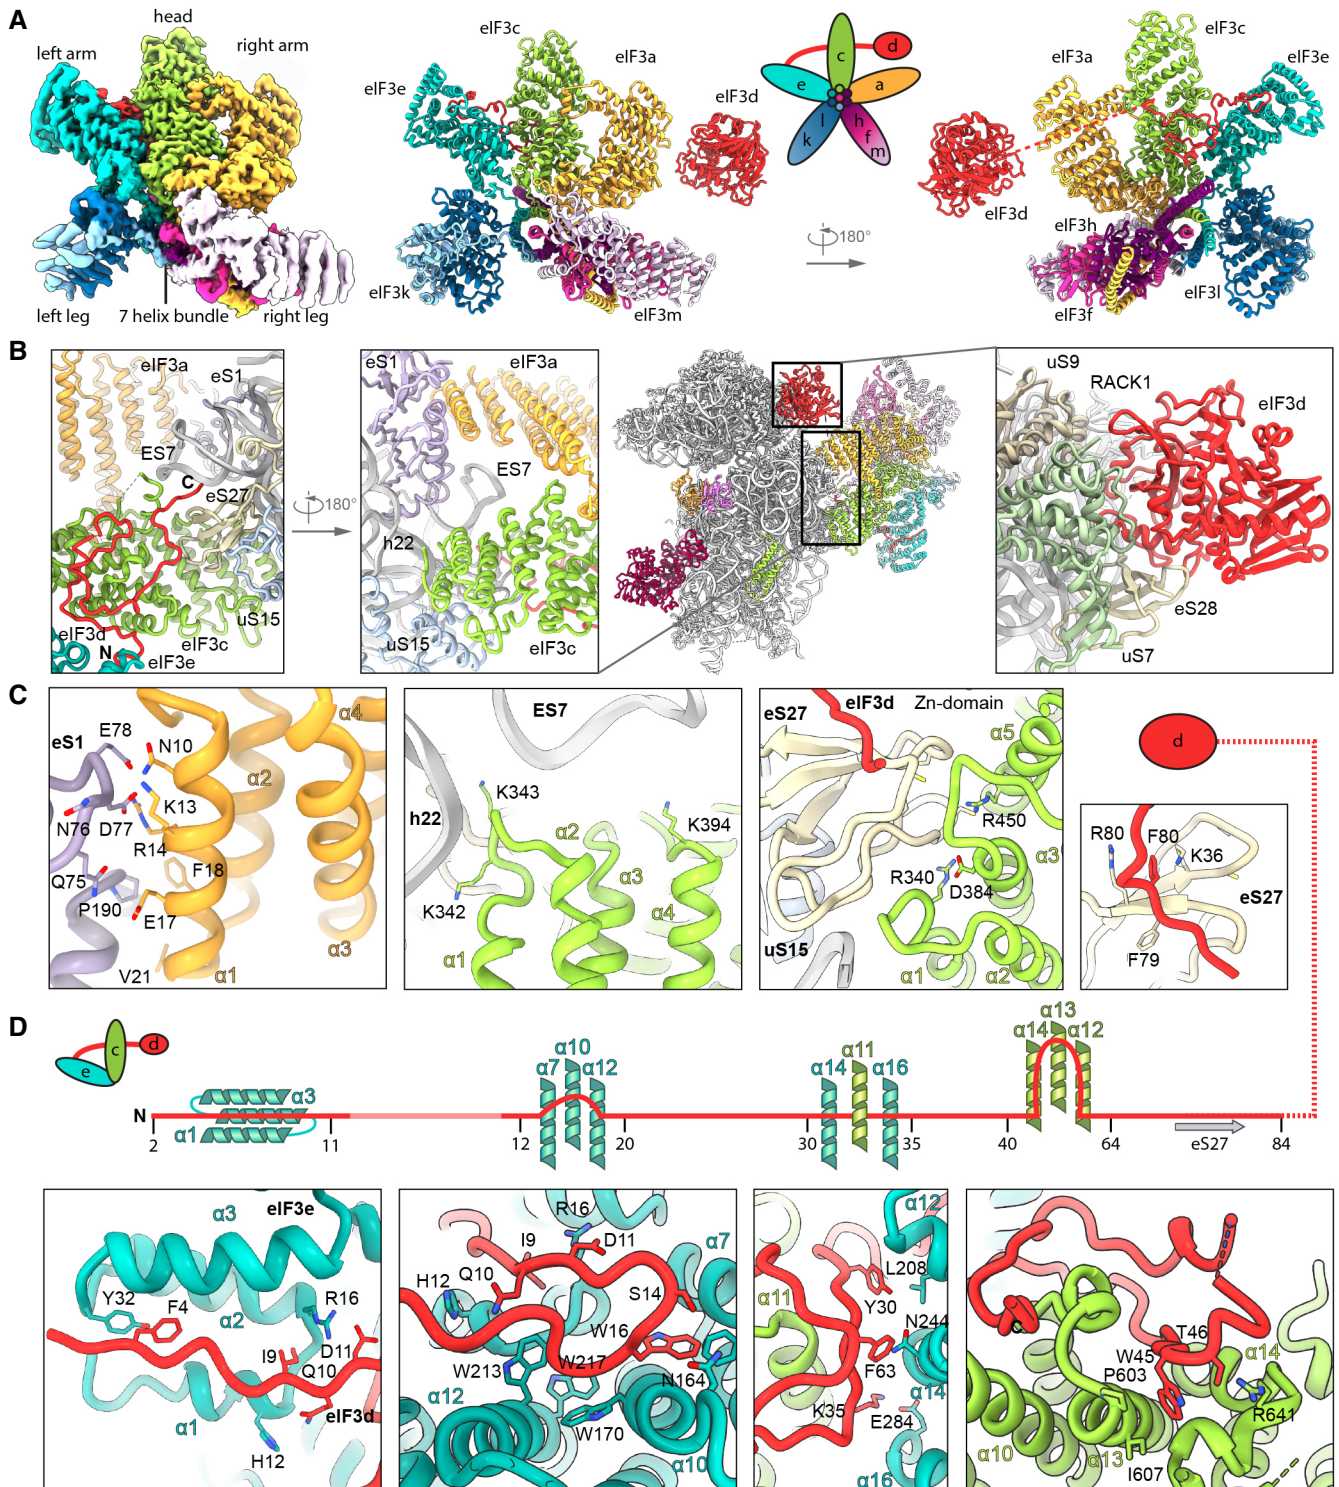 A
head
left arm
right arm
left leg
7 helix bundle
right leg
eIF3c
eIF3a
eIF3e
eIF3d
eIF3k
eIF3m
c
d
e
a
l
h
k
f
m
180°
eIF3c
eIF3a
eIF3e
eIF3d
eIF3h
eIF3l
eIF3f
B
eIF3a
eS1
ES7
C
eS27
uS15
eIF3d
eIF3c
N
eIF3e
180°
eS1
eIF3a
ES7
h22
uS15
eIF3c
uS9
RACK1
eIF3d
eS28
uS7
C
E78
α4
eS1
N10
α2
K13
N76
D77
R14
F18
Q75
P190
E17
α3
V21
α1
ES7
K343
h22
α2
K394
α3
K342
α4
α1
eIF3d
Zn-domain
eS27
α5
R450
α3
R340
D384
uS15
α1
α2
d
R80
F80
K36
eS27
F79
D
c
d
e
α13
α14
α12
α10
α11
α7
α12
α14
α16
α3
N
α1
2
11
12
20
30
35
40
64
eS27
84
eIF3e
α3
Y32
F4
α2
R16
I9
D11
Q10
α1
eIF3d
H12
R16
I9
D11
α7
Q10
H12
S14
W16
W213
W217
N164
α12
W170
α10
α12
L208
α11
Y30
N244
F63
α14
K35
E284
α16
T46
W45
α14
P603
R641
α10
α13
I607